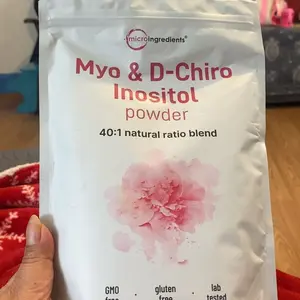 microingredients®
Myo & D-Chiro
Inositol
powder
40:1 natural ratio blend
GMO · gluten · lab
free free tested